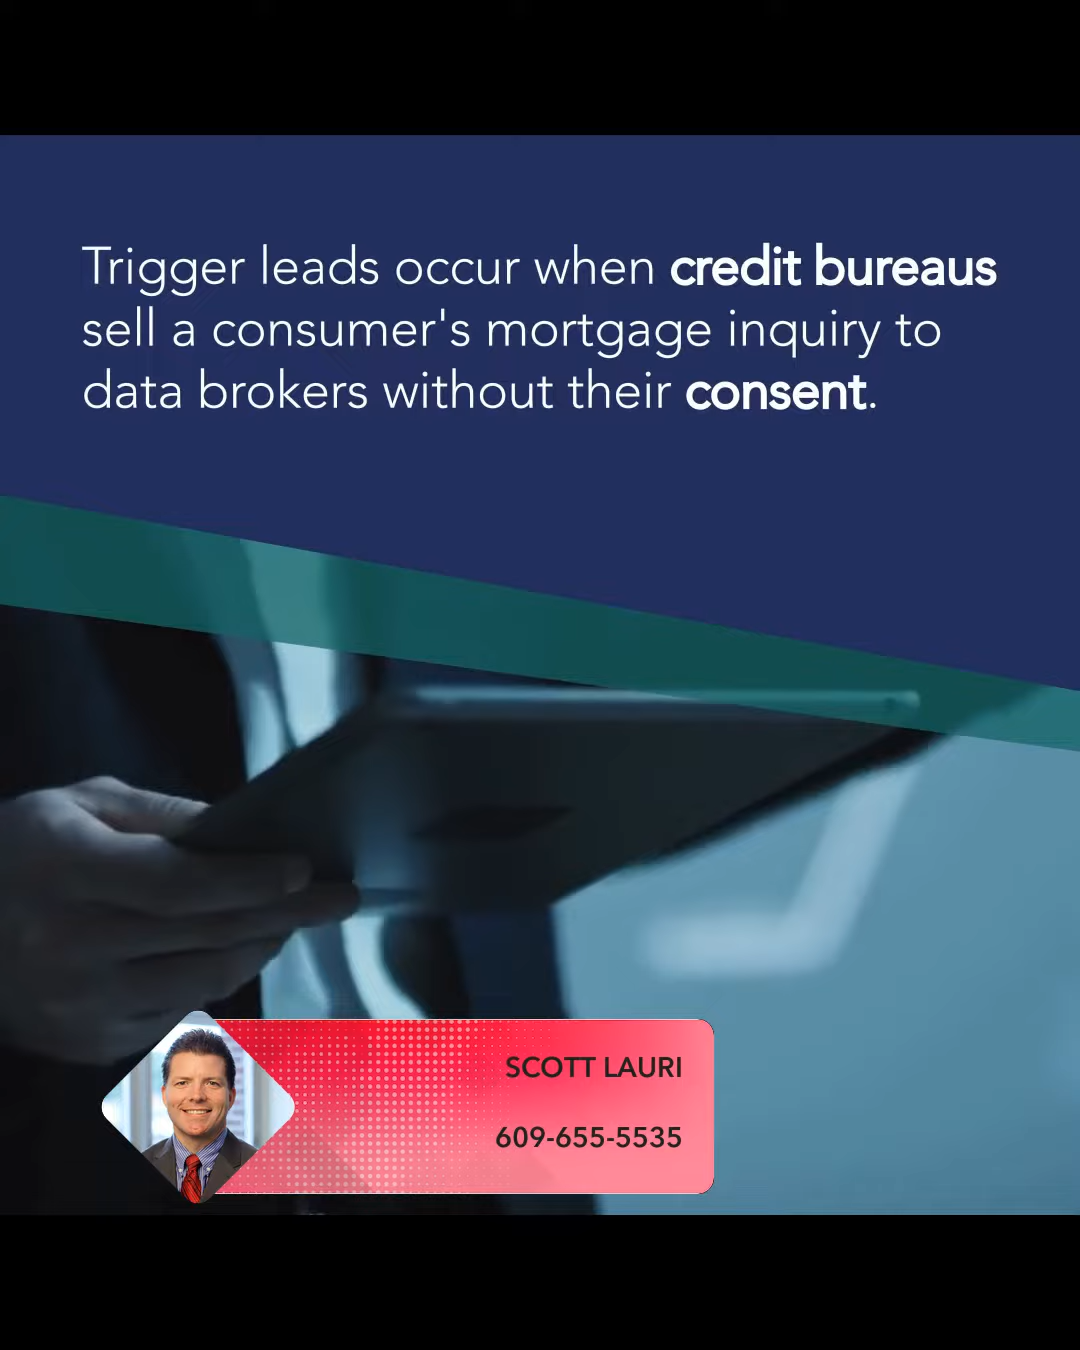 Trigger leads occur when credit bureaus
sell a consumer's mortgage inquiry to
data brokers without their consent.
SCOTT LAURI
609-655-5535